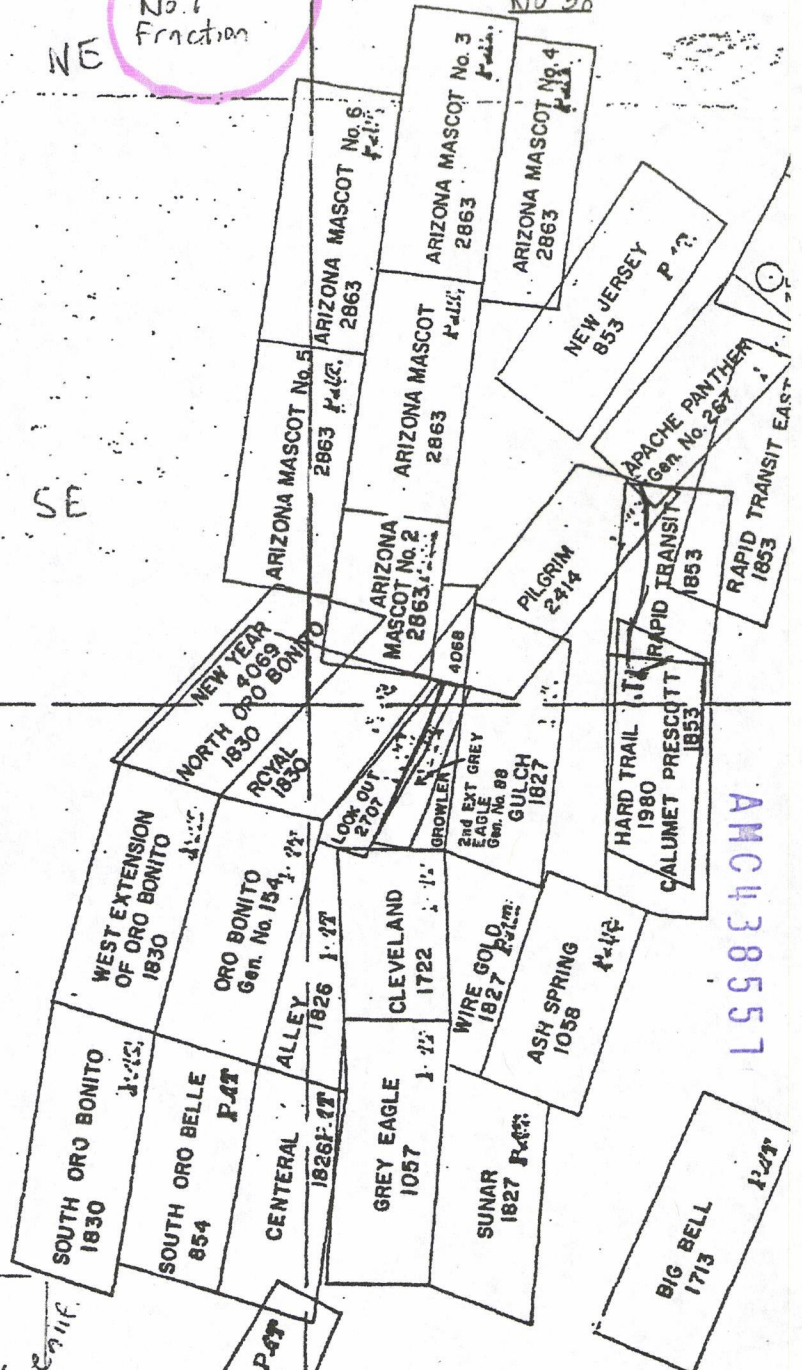 No. 1
Fraction
NE
SE
ARIZONA MASCOT No. 3
2863
ARIZONA MASCOT No. 4
2863
ARIZONA MASCOT No. 6
2863
ARIZONA MASCOT
2863
ARIZONA MASCOT No. 5
2863
ARIZONA
MASCOT No. 2
2863
NEW JERSEY
853
APACHE PANTHER
Gen. No. 267
RAPID TRANSIT EAST
1853
RAPID TRANSIT
1853
PILGRIM
2414
4068
NEW YEAR
4069
NORTH ORO BONITO
1830
ROYAL
1830
LOOK OUT
2707
GROWLER
2nd EXT GREY
EAGLE
Gen. No. 88
GULCH
1827
HARD TRAIL
1980
CALUMET PRESCOTT
1853
WEST EXTENSION
OF ORO BONITO
1830
ORO BONITO
Gen. No. 154
ALLEY
1826
CLEVELAND
1722
WIRE GOLD
1827
ASH SPRING
1058
SOUTH ORO BONITO
1830
SOUTH ORO BELLE
854
PAT
CENTERAL
1826
GREY EAGLE
1057
SUNAR
1827
BIG BELL
1713
PAT
PAT
AMC438557